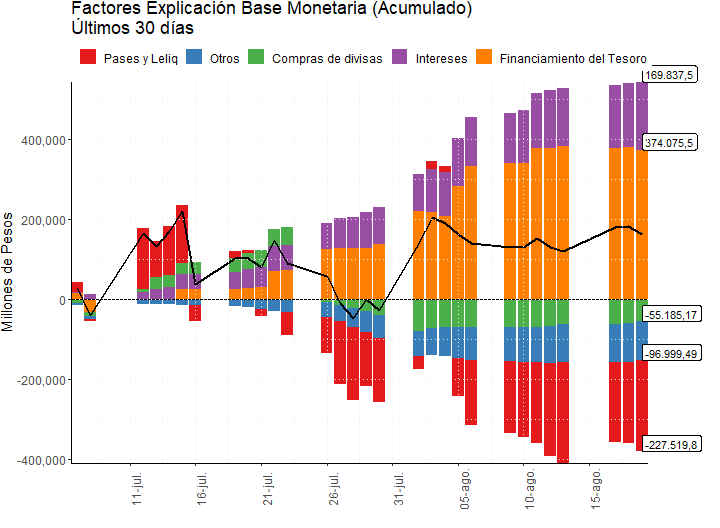 Factores Explicación Base Monetaria (Acumulado)
Últimos 30 días
Pases y Leliq Otros Compras de divisas Intereses Financiamiento del Tesoro
Millones de Pesos
400,000
200,000
0
-200,000
-400,000
169.837,5
374.075,5
-55.185,17
-96.999,49
-227.519,8
11-jul. 16-jul. 21-jul. 26-jul. 31-jul. 05-ago. 10-ago. 15-ago.